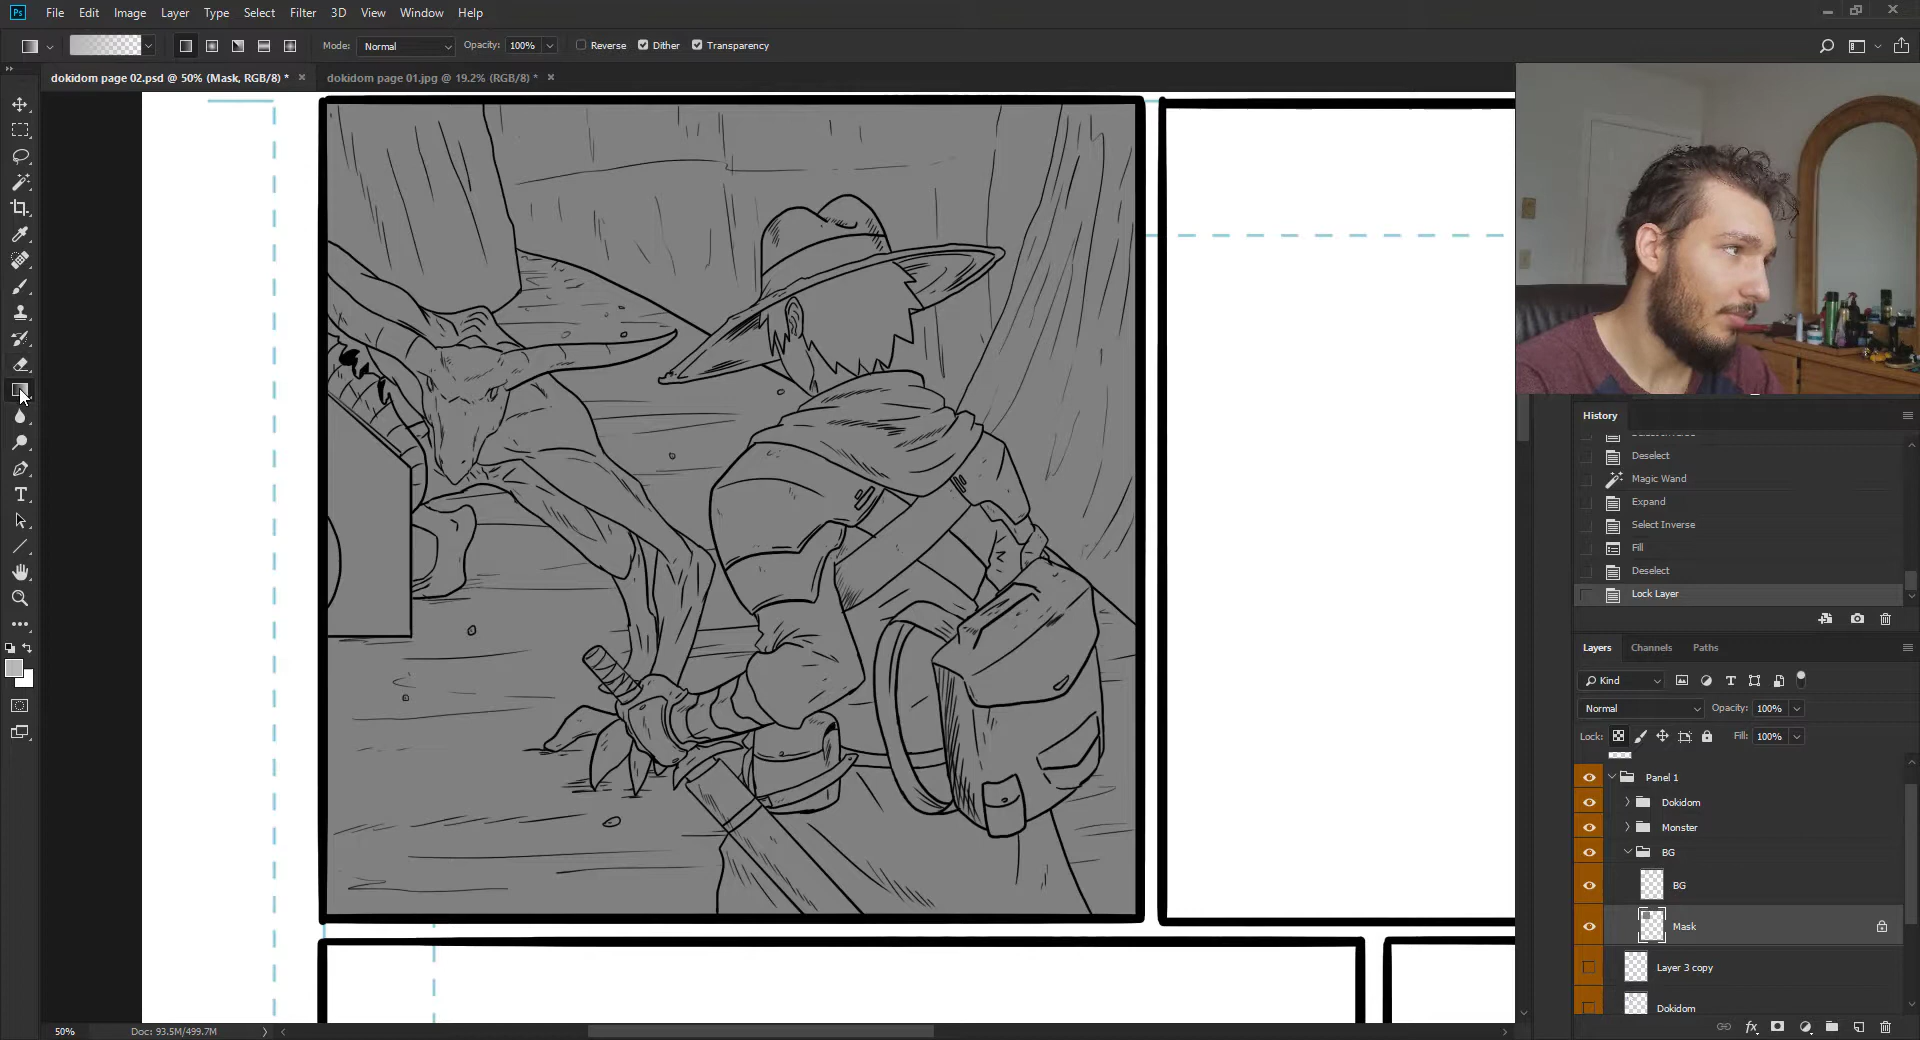 Ps File Edit Image Layer Type Select Filter 3D View Window Help
Mode: Normal Opacity: 100% Reverse Dither Transparency
dokidom page 02.psd @ 50% (Mask, RGB/8) * × dokidom page 01.jpg @ 19.2% (RGB/8) * ×
History
Deselect
Magic Wand
Expand
Select Inverse
Fill
Deselect
Lock Layer
Layers Channels Paths
Kind
Normal Opacity: 100%
Lock: Fill: 100%
Panel 1
Dokidom
Monster
BG
BG
Mask
Layer 3 copy
Dokidom
50% Doc: 93.5M/499.7M